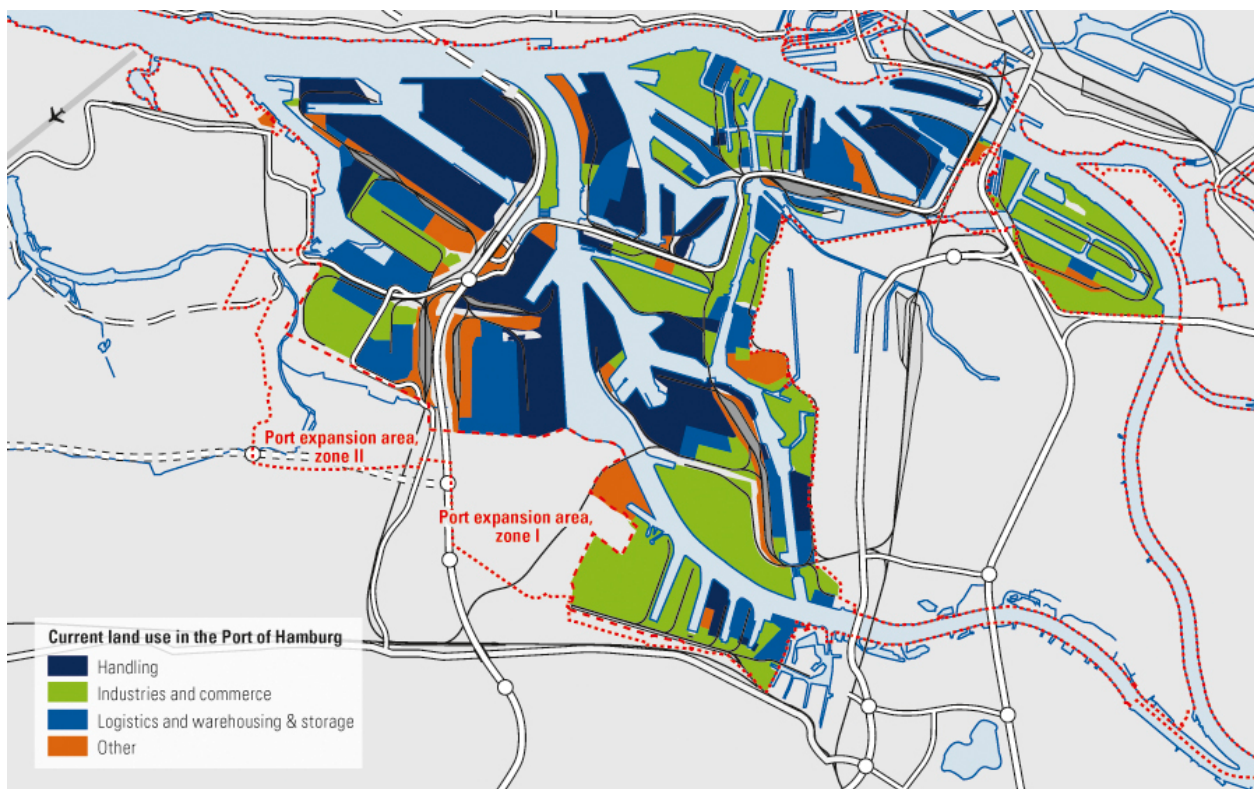 Port expansion area,
zone II
Port expansion area,
zone I
Current land use in the Port of Hamburg
Handling
Industries and commerce
Logistics and warehousing & storage
Other